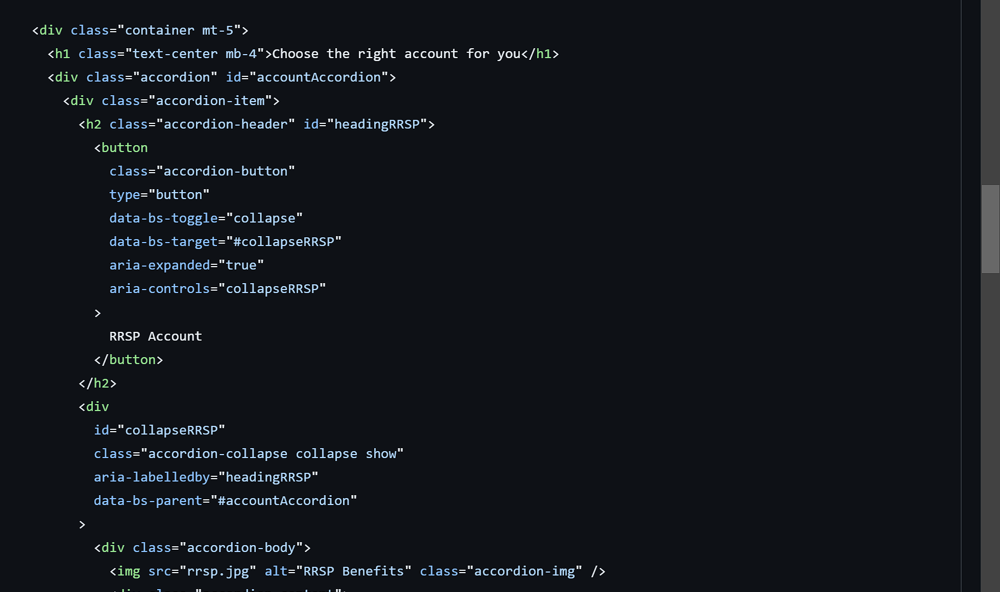 <div class="container mt-5">
<h1 class="text-center mb-4">Choose the right account for you</h1>
<div class="accordion" id="accountAccordion">
<div class="accordion-item">
<h2 class="accordion-header" id="headingRRSP">
<button
class="accordion-button"
type="button"
data-bs-toggle="collapse"
data-bs-target="#collapseRRSP"
aria-expanded="true"
aria-controls="collapseRRSP"
>
RRSP Account
</button>
</h2>
<div
id="collapseRRSP"
class="accordion-collapse collapse show"
aria-labelledby="headingRRSP"
data-bs-parent="#accountAccordion"
>
<div class="accordion-body">
<img src="rrsp.jpg" alt="RRSP Benefits" class="accordion-img" />